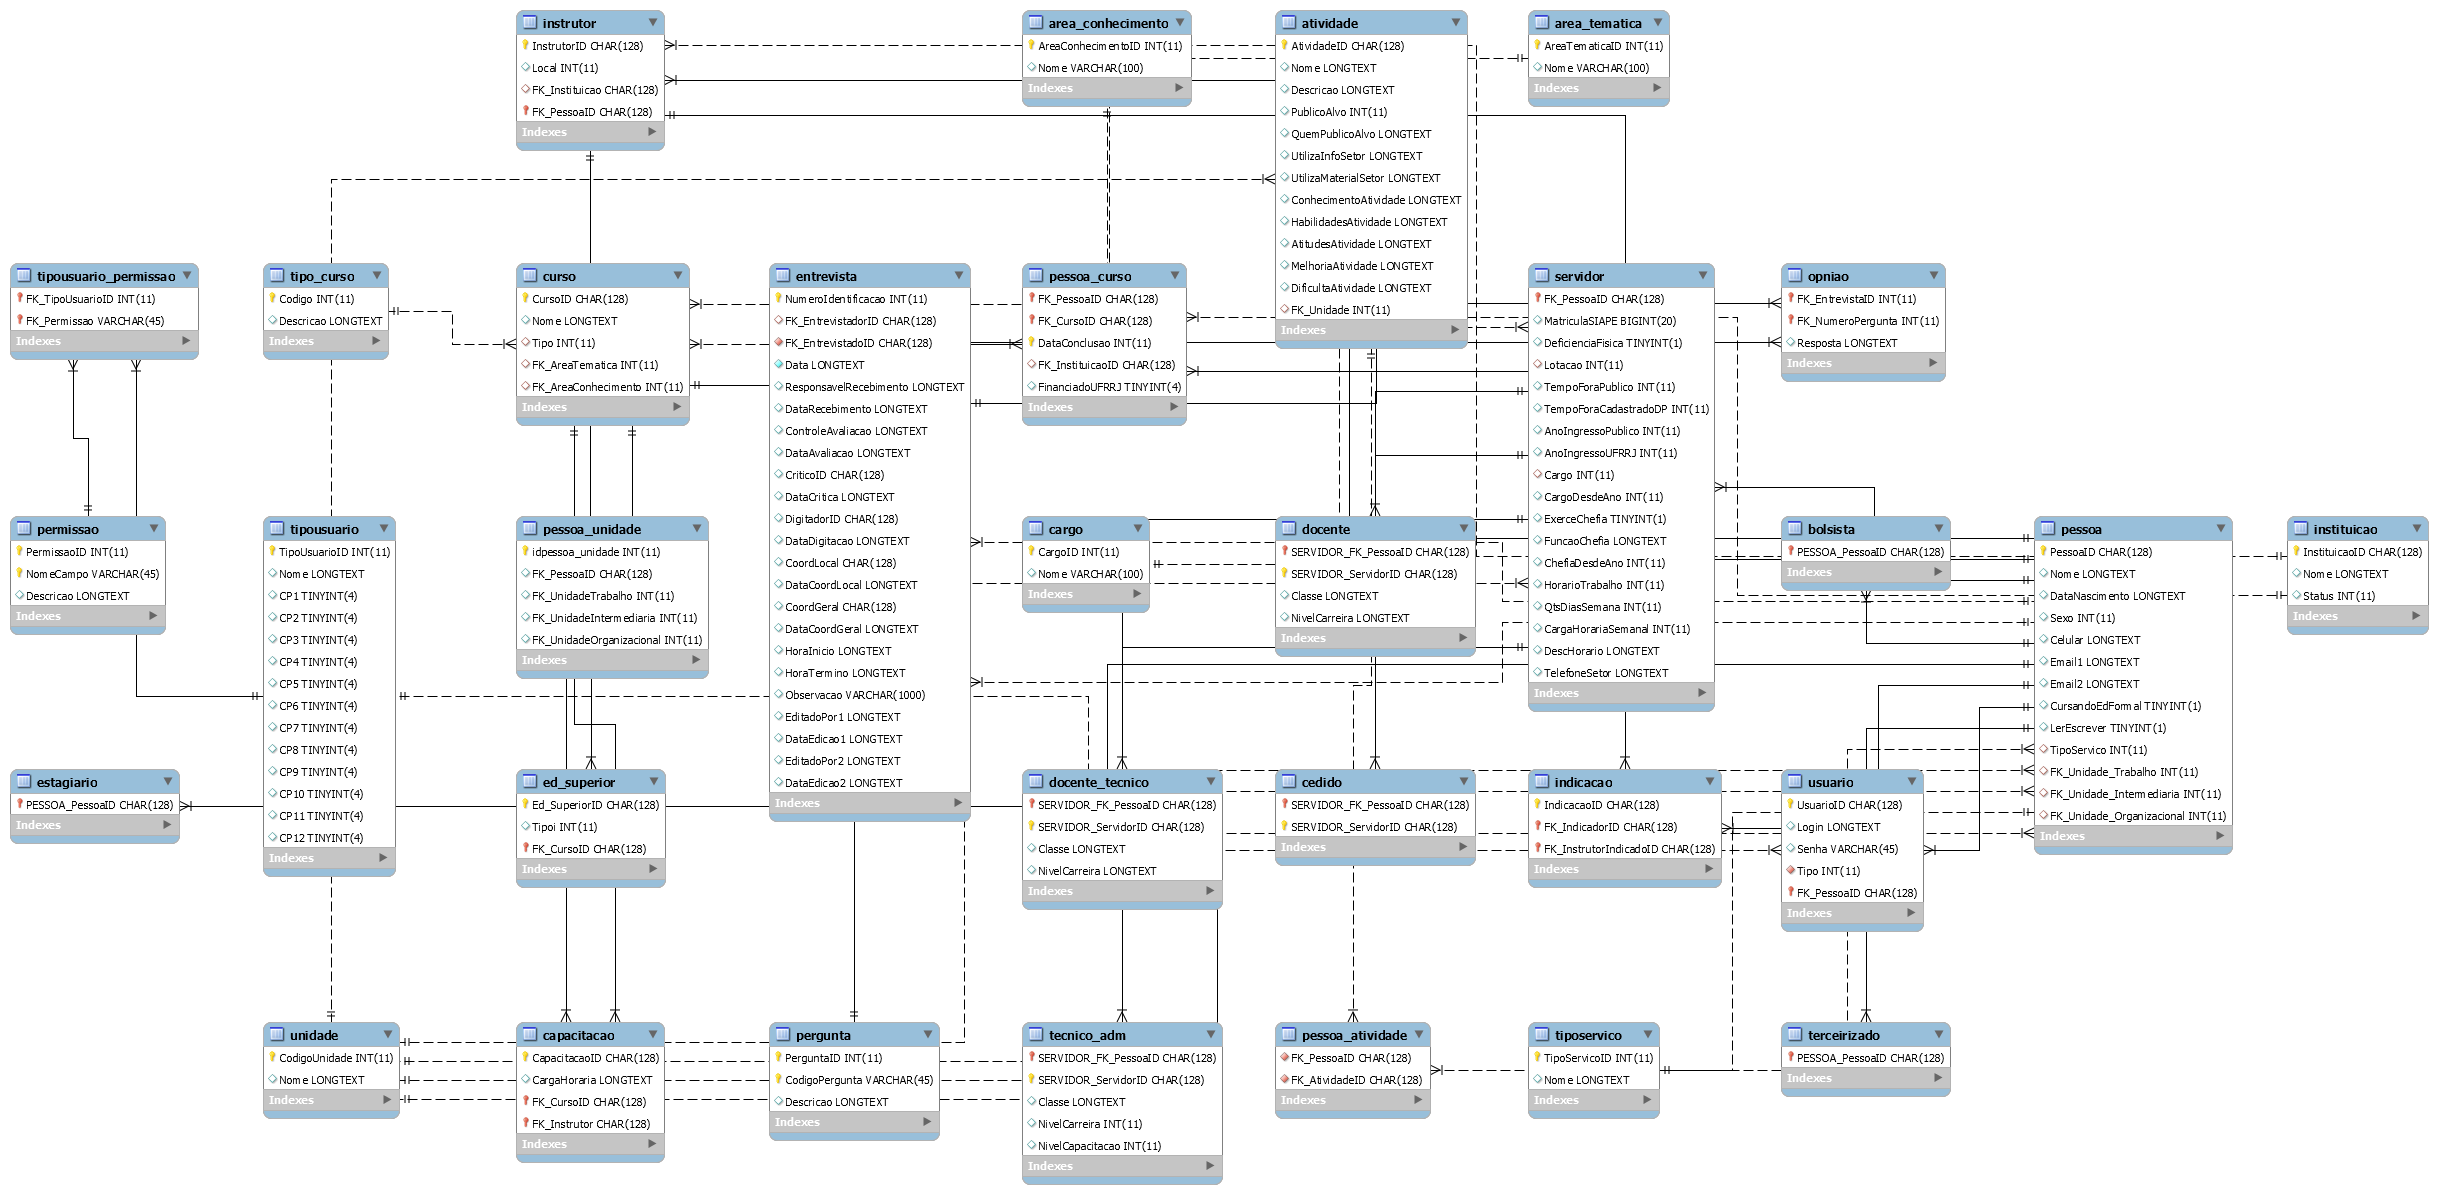 instrutor
InstrutorID CHAR(128)
Local INT(11)
FK_Instituicao CHAR(128)
FK_PessoaID CHAR(128)
Indexes
area_conhecimento
AreaConhecimentoID INT(11)
Nome VARCHAR(100)
Indexes
atividade
AtividadeID CHAR(128)
Nome LONGTEXT
Descricao LONGTEXT
PublicoAlvo INT(11)
QuemPublicoAlvo LONGTEXT
UtilizaInfoSetor LONGTEXT
UtilizaMaterialSetor LONGTEXT
ConhecimentoAtividade LONGTEXT
HabilidadesAtividade LONGTEXT
AtitudesAtividade LONGTEXT
MelhoriaAtividade LONGTEXT
DificultaAtividade LONGTEXT
FK_Unidade INT(11)
Indexes
area_tematica
AreaTematicaID INT(11)
Nome VARCHAR(100)
Indexes
tipousuario_permissao
FK_TipoUsuarioID INT(11)
FK_Permissao VARCHAR(45)
Indexes
tipo_curso
Codigo INT(11)
Descricao LONGTEXT
Indexes
curso
CursoID CHAR(128)
Nome LONGTEXT
Tipo INT(11)
FK_AreaTematica INT(11)
FK_AreaConhecimento INT(11)
Indexes
entrevista
NumeroIdentificacao INT(11)
FK_EntrevistadorID CHAR(128)
FK_EntrevistadoID CHAR(128)
Data LONGTEXT
ResponsavelRecebimento LONGTEXT
DataRecebimento LONGTEXT
ControleAvaliacao LONGTEXT
DataAvaliacao LONGTEXT
CriticoID CHAR(128)
DataCritica LONGTEXT
DigitadorID CHAR(128)
DataDigitacao LONGTEXT
CoordLocal CHAR(128)
DataCoordLocal LONGTEXT
CoordGeral CHAR(128)
DataCoordGeral LONGTEXT
HoraInicio LONGTEXT
HoraTermino LONGTEXT
Observacao VARCHAR(1000)
EditadoPor1 LONGTEXT
DataEdicao1 LONGTEXT
EditadoPor2 LONGTEXT
DataEdicao2 LONGTEXT
Indexes
pessoa_curso
FK_PessoaID CHAR(128)
FK_CursoID CHAR(128)
DataConclusao INT(11)
FK_InstituicaoID CHAR(128)
FinanciadoUFRRJ TINYINT(4)
Indexes
servidor
FK_PessoaID CHAR(128)
MatriculaSIAPE BIGINT(20)
DeficienciaFisica TINYINT(1)
Lotacao INT(11)
TempoForaPublico INT(11)
TempoForaCadastradoDP INT(11)
AnoIngressoPublico INT(11)
AnoIngressoUFRRJ INT(11)
Cargo INT(11)
CargoDesdeAno INT(11)
ExerceChefia TINYINT(1)
FuncaoChefia LONGTEXT
ChefiaDesdeAno INT(11)
HorarioTrabalho INT(11)
QtsDiasSemana INT(11)
CargaHorariaSemanal INT(11)
DescHorario LONGTEXT
TelefoneSetor LONGTEXT
Indexes
opniao
FK_EntrevistaID INT(11)
FK_NumeroPergunta INT(11)
Resposta LONGTEXT
Indexes
permissao
PermissaoID INT(11)
NomeCampo VARCHAR(45)
Descricao LONGTEXT
Indexes
tipousuario
TipoUsuarioID INT(11)
Nome LONGTEXT
CP1 TINYINT(4)
CP2 TINYINT(4)
CP3 TINYINT(4)
CP4 TINYINT(4)
CP5 TINYINT(4)
CP6 TINYINT(4)
CP7 TINYINT(4)
CP8 TINYINT(4)
CP9 TINYINT(4)
CP10 TINYINT(4)
CP11 TINYINT(4)
CP12 TINYINT(4)
Indexes
pessoa_unidade
idpessoa_unidade INT(11)
FK_PessoaID CHAR(128)
FK_UnidadeTrabalho INT(11)
FK_UnidadeIntermediaria INT(11)
FK_UnidadeOrganizacional INT(11)
Indexes
cargo
CargoID INT(11)
Nome VARCHAR(100)
Indexes
docente
SERVIDOR_FK_PessoaID CHAR(128)
SERVIDOR_ServidorID CHAR(128)
Classe LONGTEXT
NivelCarreira LONGTEXT
Indexes
bolsista
PESSOA_PessoaID CHAR(128)
Indexes
pessoa
PessoaID CHAR(128)
Nome LONGTEXT
DataNascimento LONGTEXT
Sexo INT(11)
Celular LONGTEXT
Email1 LONGTEXT
Email2 LONGTEXT
CursandoEdFormal TINYINT(1)
LerEscrever TINYINT(1)
TipoServico INT(11)
FK_Unidade_Trabalho INT(11)
FK_Unidade_Intermediaria INT(11)
FK_Unidade_Organizacional INT(11)
Indexes
instituicao
InstituicaoID CHAR(128)
Nome LONGTEXT
Status INT(11)
Indexes
estagiario
PESSOA_PessoaID CHAR(128)
Indexes
ed_superior
Ed_SuperiorID CHAR(128)
Tipoi INT(11)
FK_CursoID CHAR(128)
Indexes
docente_tecnico
SERVIDOR_FK_PessoaID CHAR(128)
SERVIDOR_ServidorID CHAR(128)
Classe LONGTEXT
NivelCarreira LONGTEXT
Indexes
cedido
SERVIDOR_FK_PessoaID CHAR(128)
SERVIDOR_ServidorID CHAR(128)
Indexes
indicacao
IndicacaoID CHAR(128)
FK_IndicadorID CHAR(128)
FK_InstrutorIndicadoID CHAR(128)
Indexes
usuario
UsuarioID CHAR(128)
Login LONGTEXT
Senha VARCHAR(45)
Tipo INT(11)
FK_PessoaID CHAR(128)
Indexes
unidade
CodigoUnidade INT(11)
Nome LONGTEXT
Indexes
capacitacao
CapacitacaoID CHAR(128)
CargaHoraria LONGTEXT
FK_CursoID CHAR(128)
FK_Instrutor CHAR(128)
Indexes
pergunta
PerguntaID INT(11)
CodigoPergunta VARCHAR(45)
Descricao LONGTEXT
Indexes
tecnico_adm
SERVIDOR_FK_PessoaID CHAR(128)
SERVIDOR_ServidorID CHAR(128)
Classe LONGTEXT
NivelCarreira INT(11)
NivelCapacitacao INT(11)
Indexes
pessoa_atividade
FK_PessoaID CHAR(128)
FK_AtividadeID CHAR(128)
Indexes
tiposervico
TipoServicoID INT(11)
Nome LONGTEXT
Indexes
terceirizado
PESSOA_PessoaID CHAR(128)
Indexes